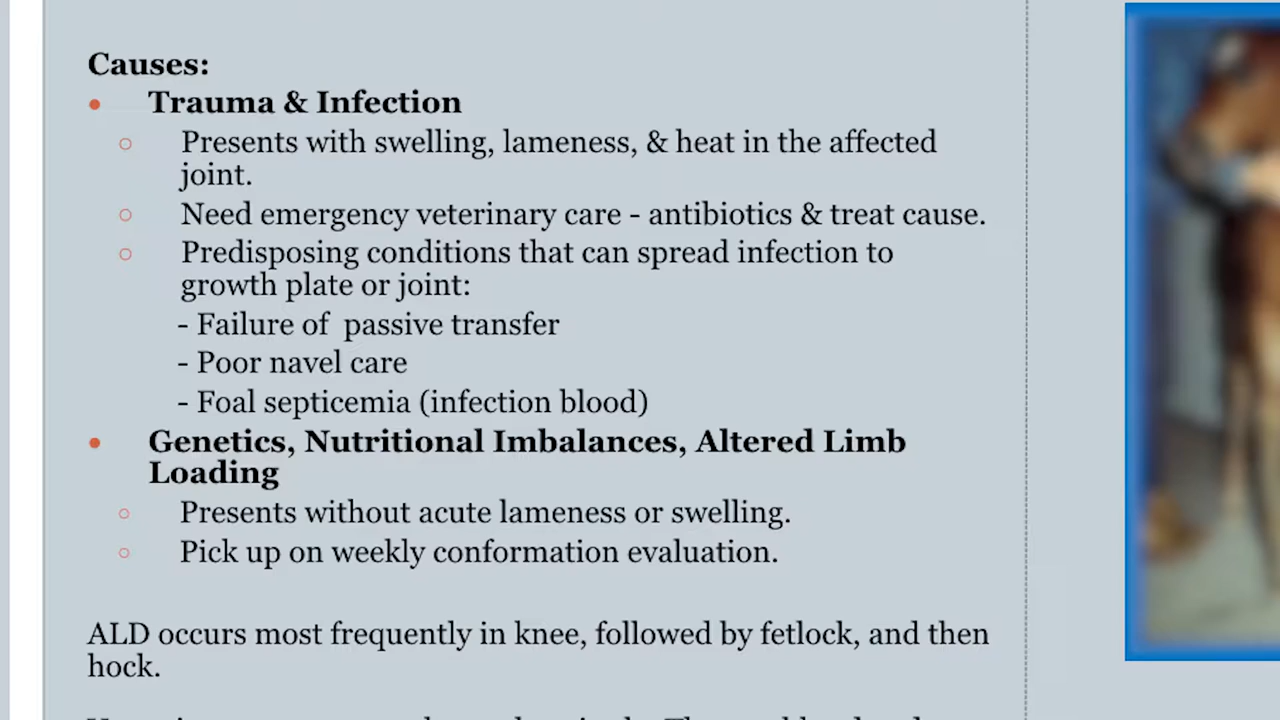 Causes:
• Trauma & Infection
○ Presents with swelling, lameness, & heat in the affected
joint.
○ Need emergency veterinary care - antibiotics & treat cause.
○ Predisposing conditions that can spread infection to
growth plate or joint:
- Failure of  passive transfer
- Poor navel care
- Foal septicemia (infection blood)
• Genetics, Nutritional Imbalances, Altered Limb
Loading
○ Presents without acute lameness or swelling.
○ Pick up on weekly conformation evaluation.
ALD occurs most frequently in knee, followed by fetlock, and then
hock.